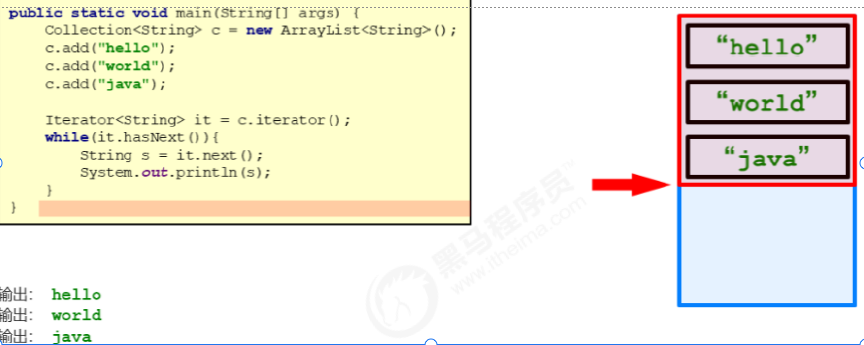 public static void main(String[] args) {
Collection<String> c = new ArrayList<String>();
c.add("hello");
c.add("world");
c.add("java");
Iterator<String> it = c.iterator();
while(it.hasNext()){
String s = it.next();
System.out.println(s);
}
}
“hello”
“world”
“java”
黑马程序员™
www.itheima.com
输出： hello
输出： world
输出： java